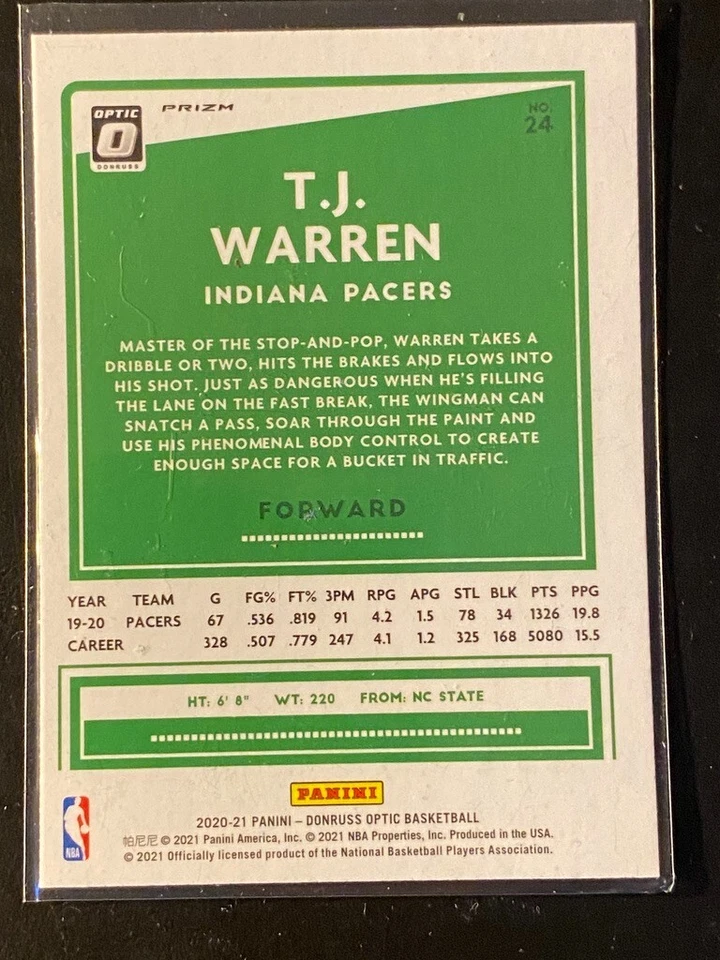 OPTIC
DONRUSS
PRIZM
NO.
24
T.J.
WARREN
INDIANA PACERS
MASTER OF THE STOP-AND-POP, WARREN TAKES A
DRIBBLE OR TWO, HITS THE BRAKES AND FLOWS INTO
HIS SHOT. JUST AS DANGEROUS WHEN HE'S FILLING
THE LANE ON THE FAST BREAK, THE WINGMAN CAN
SNATCH A PASS, SOAR THROUGH THE PAINT AND
USE HIS PHENOMENAL BODY CONTROL TO CREATE
ENOUGH SPACE FOR A BUCKET IN TRAFFIC.
FORWARD
YEAR TEAM G FG% FT% 3PM RPG APG STL BLK PTS PPG
19-20 PACERS 67 .536 .819 91 4.2 1.5 78 34 1326 19.8
CAREER 328 .507 .779 247 4.1 1.2 325 168 5080 15.5
HT: 6' 8" WT: 220 FROM: NC STATE
PANINI
2020-21 PANINI – DONRUSS OPTIC BASKETBALL
帕尼尼 © 2021 Panini America, Inc. © 2021 NBA Properties, Inc. Produced in the USA.
© 2021 Officially licensed product of the National Basketball Players Association.
NBA